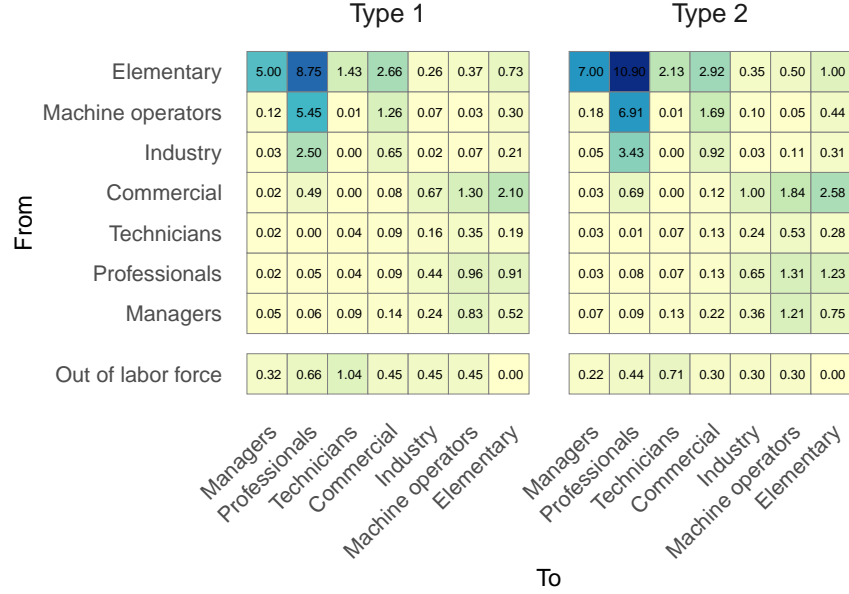 Type 1 Type 2
Elementary 5.00 8.75 1.43 2.66 0.26 0.37 0.73 7.00 10.90 2.13 2.92 0.35 0.50 1.00
Machine operators 0.12 5.45 0.01 1.26 0.07 0.03 0.30 0.18 6.91 0.01 1.69 0.10 0.05 0.44
Industry 0.03 2.50 0.00 0.65 0.02 0.07 0.21 0.05 3.43 0.00 0.92 0.03 0.11 0.31
Commercial 0.02 0.49 0.00 0.08 0.67 1.30 2.10 0.03 0.69 0.00 0.12 1.00 1.84 2.58
Technicians 0.02 0.00 0.04 0.09 0.16 0.35 0.19 0.03 0.01 0.07 0.13 0.24 0.53 0.28
Professionals 0.02 0.05 0.04 0.09 0.44 0.96 0.91 0.03 0.08 0.07 0.13 0.65 1.31 1.23
Managers 0.05 0.06 0.09 0.14 0.24 0.83 0.52 0.07 0.09 0.13 0.22 0.36 1.21 0.75
Out of labor force 0.32 0.66 1.04 0.45 0.45 0.45 0.00 0.22 0.44 0.71 0.30 0.30 0.30 0.00
From
Managers
Professionals
Technicians
Commercial
Industry
Machine operators
Elementary
Managers
Professionals
Technicians
Commercial
Industry
Machine operators
Elementary
To